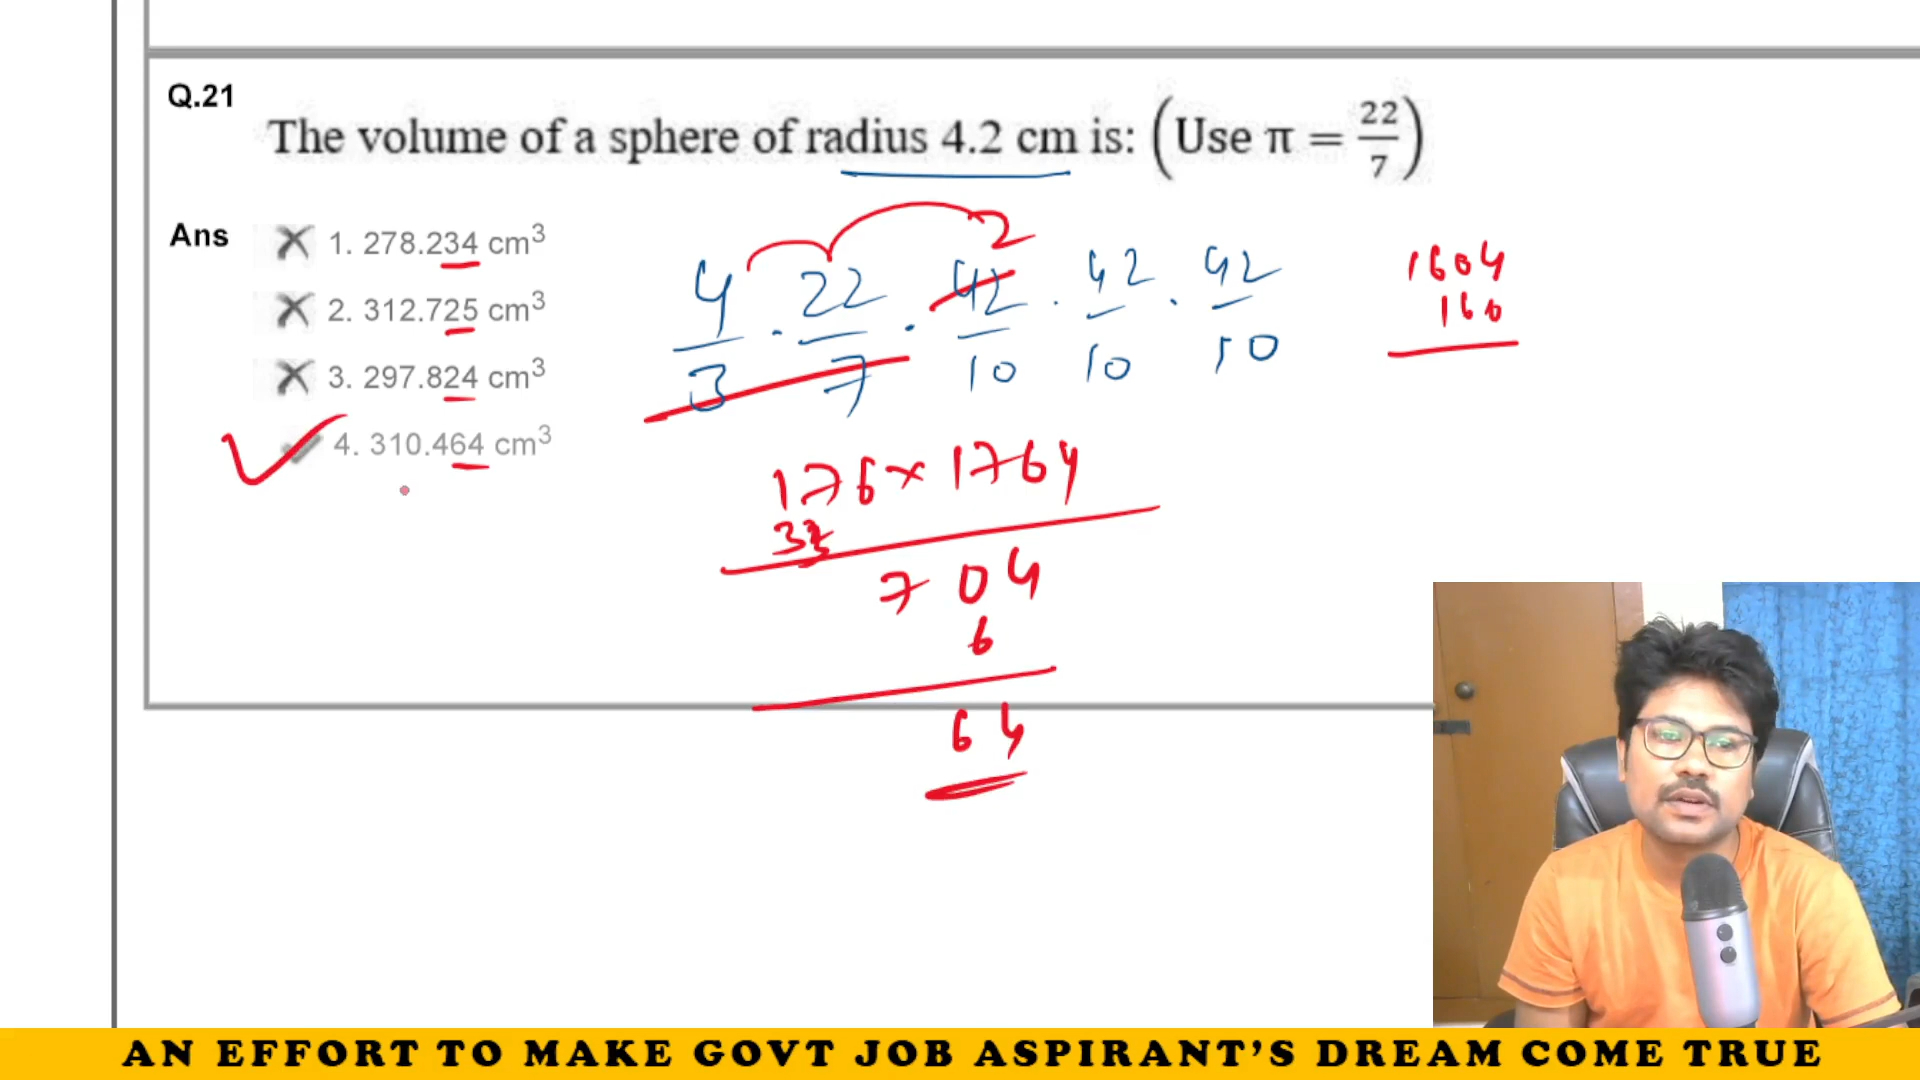 Q.21
The volume of a sphere of radius 4.2 cm is: (Use π = 22/7)
Ans
1. 278.234 cm³
2. 312.725 cm³
3. 297.824 cm³
4. 310.464 cm³
2
4/3 · 22/7 · 42/10 · 42/10 · 42/10
1604
160
176 × 1764
704
6
64
AN EFFORT TO MAKE GOVT JOB ASPIRANT'S DREAM COME TRUE